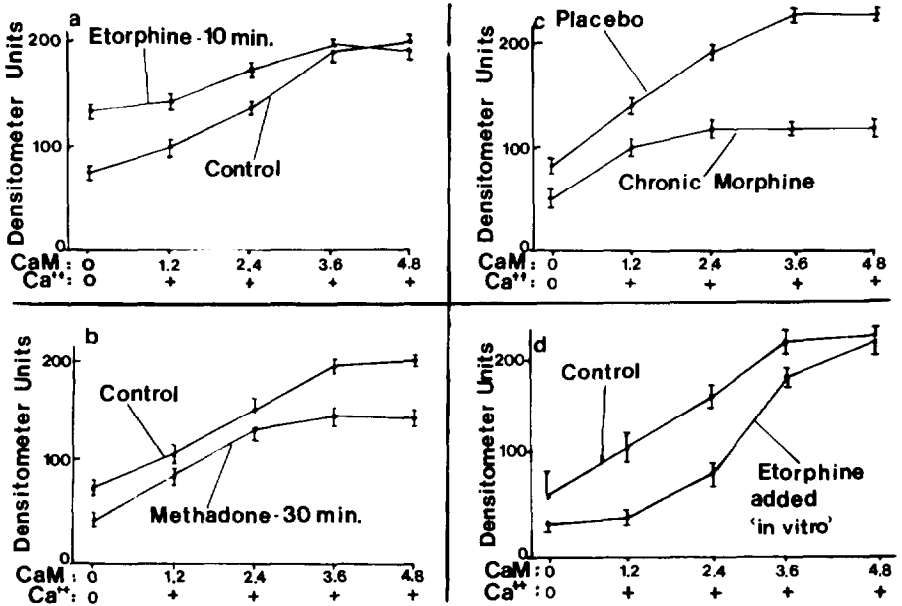 a
Densitometer Units
200
100
0
Etorphine - 10 min.
Control
CaM : 0 1,2 2,4 3,6 4,8
Ca⁺⁺: 0 + + + +
c
Densitometer Units
200
100
0
Placebo
Chronic Morphine
CaM : 0 1,2 2,4 3,6 4,8
Ca⁺⁺: 0 + + + +
b
Densitometer Units
200
100
0
Control
Methadone - 30 min.
CaM : 0 1,2 2,4 3,6 4,8
Ca⁺⁺: 0 + + + +
d
Densitometer Units
200
100
0
Control
Etorphine
added
‘in vitro’
CaM : 0 1,2 2,4 3,6 4,8
Ca⁺⁺ : 0 + + + +